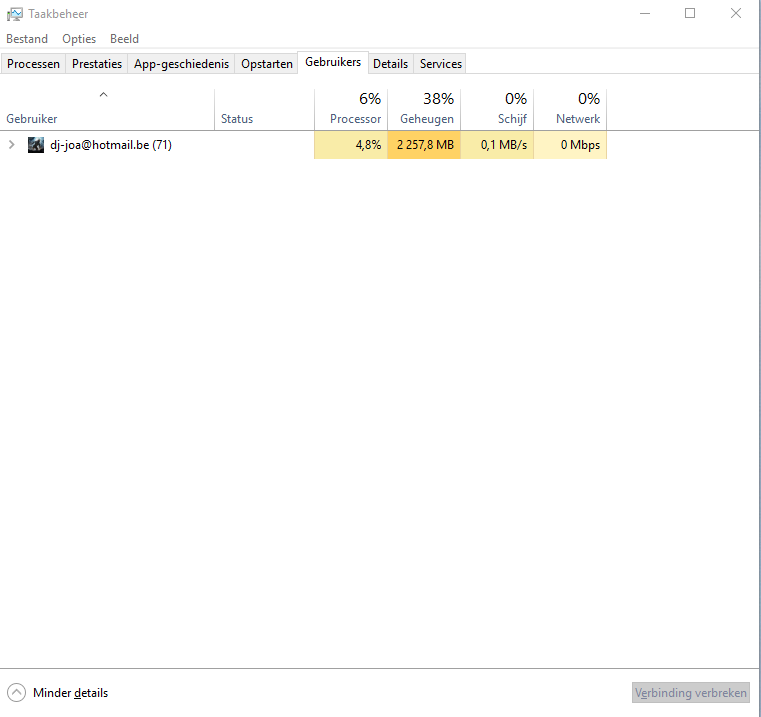 Taakbeheer
Bestand Opties Beeld
Processen Prestaties App-geschiedenis Opstarten Gebruikers Details Services
6% 38% 0% 0%
Gebruiker Status Processor Geheugen Schijf Netwerk
dj-joa@hotmail.be (71) 4,8% 2 257,8 MB 0,1 MB/s 0 Mbps
Minder details Verbinding verbreken